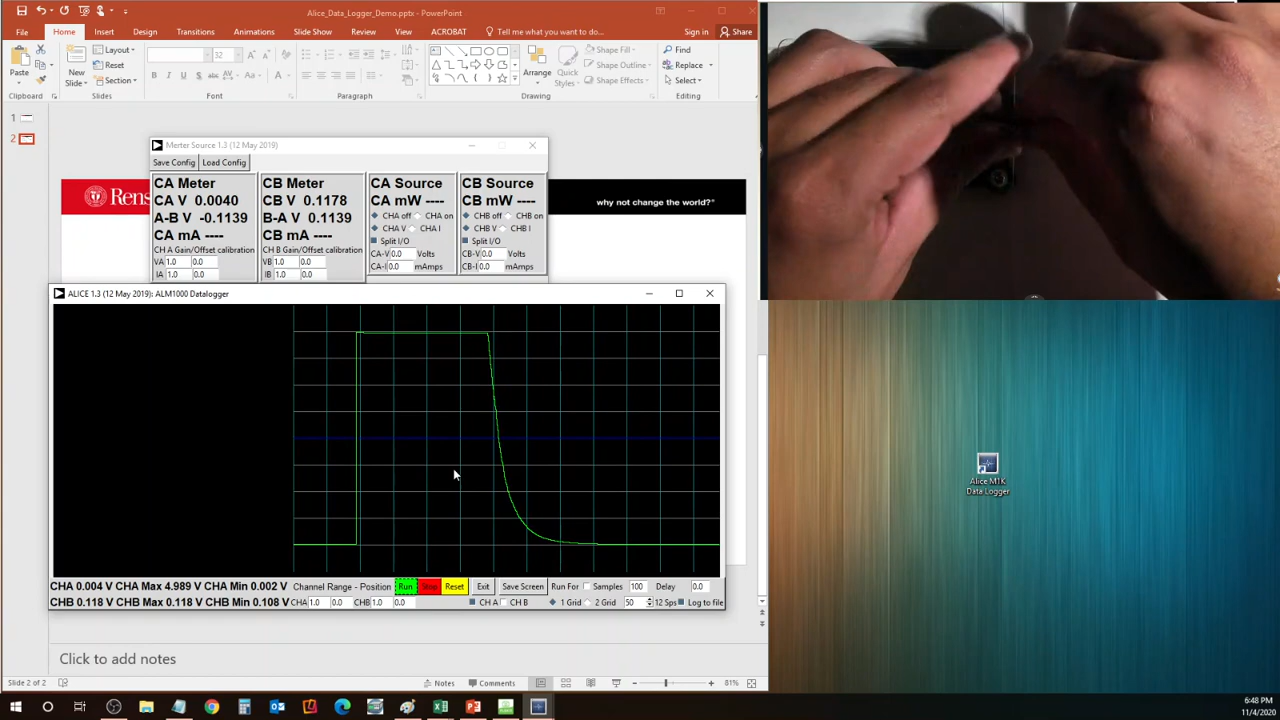 Alice_Data_Logger_Demo.pptx - PowerPoint
File Home Insert Design Transitions Animations Slide Show Review View ACROBAT Tell me what you want to do... Sign in Share
Paste
New Slide
Layout
Reset
Section
32
B I U S abc AV Aa A
Arrange
Quick Styles
Shape Fill
Shape Outline
Shape Effects
Find
Replace
Select
Clipboard Slides Font Paragraph Drawing Editing
1
2
Rens
why not change the world?®
Merter Source 1.3 (12 May 2019)
Save Config Load Config
CA Meter
CA V 0.0040
A-B V -0.1139
CA mA ----
CH A Gain/Offset calibration
VA 1.0 0.0
IA 1.0 0.0
CB Meter
CB V 0.1178
B-A V 0.1139
CB mA ----
CH B Gain/Offset calibration
VB 1.0 0.0
IB 1.0 0.0
CA Source
CA mW ----
CHA off CHA on
CHA V CHA I
Split I/O
CA-V 0.0 Volts
CA-I 0.0 mAmps
CB Source
CB mW ----
CHB off CHB on
CHB V CHB I
Split I/O
CB-V 0.0 Volts
CB-I 0.0 mAmps
ALICE 1.3 (12 May 2019): ALM1000 Datalogger
CHA 0.004 V CHA Max 4.989 V CHA Min 0.002 V Channel Range - Position Run Stop Reset Exit Save Screen Run For Samples 100 Delay 0.0
CHB 0.118 V CHB Max 0.118 V CHB Min 0.108 V CHA 1.0 0.0 CHB 1.0 0.0 CH A CH B 1 Grid 2 Grid 50 12 Sps Log to file
Alice M1K
Data Logger
Click to add notes
Slide 2 of 2 Notes Comments 81%
6:48 PM
11/4/2020